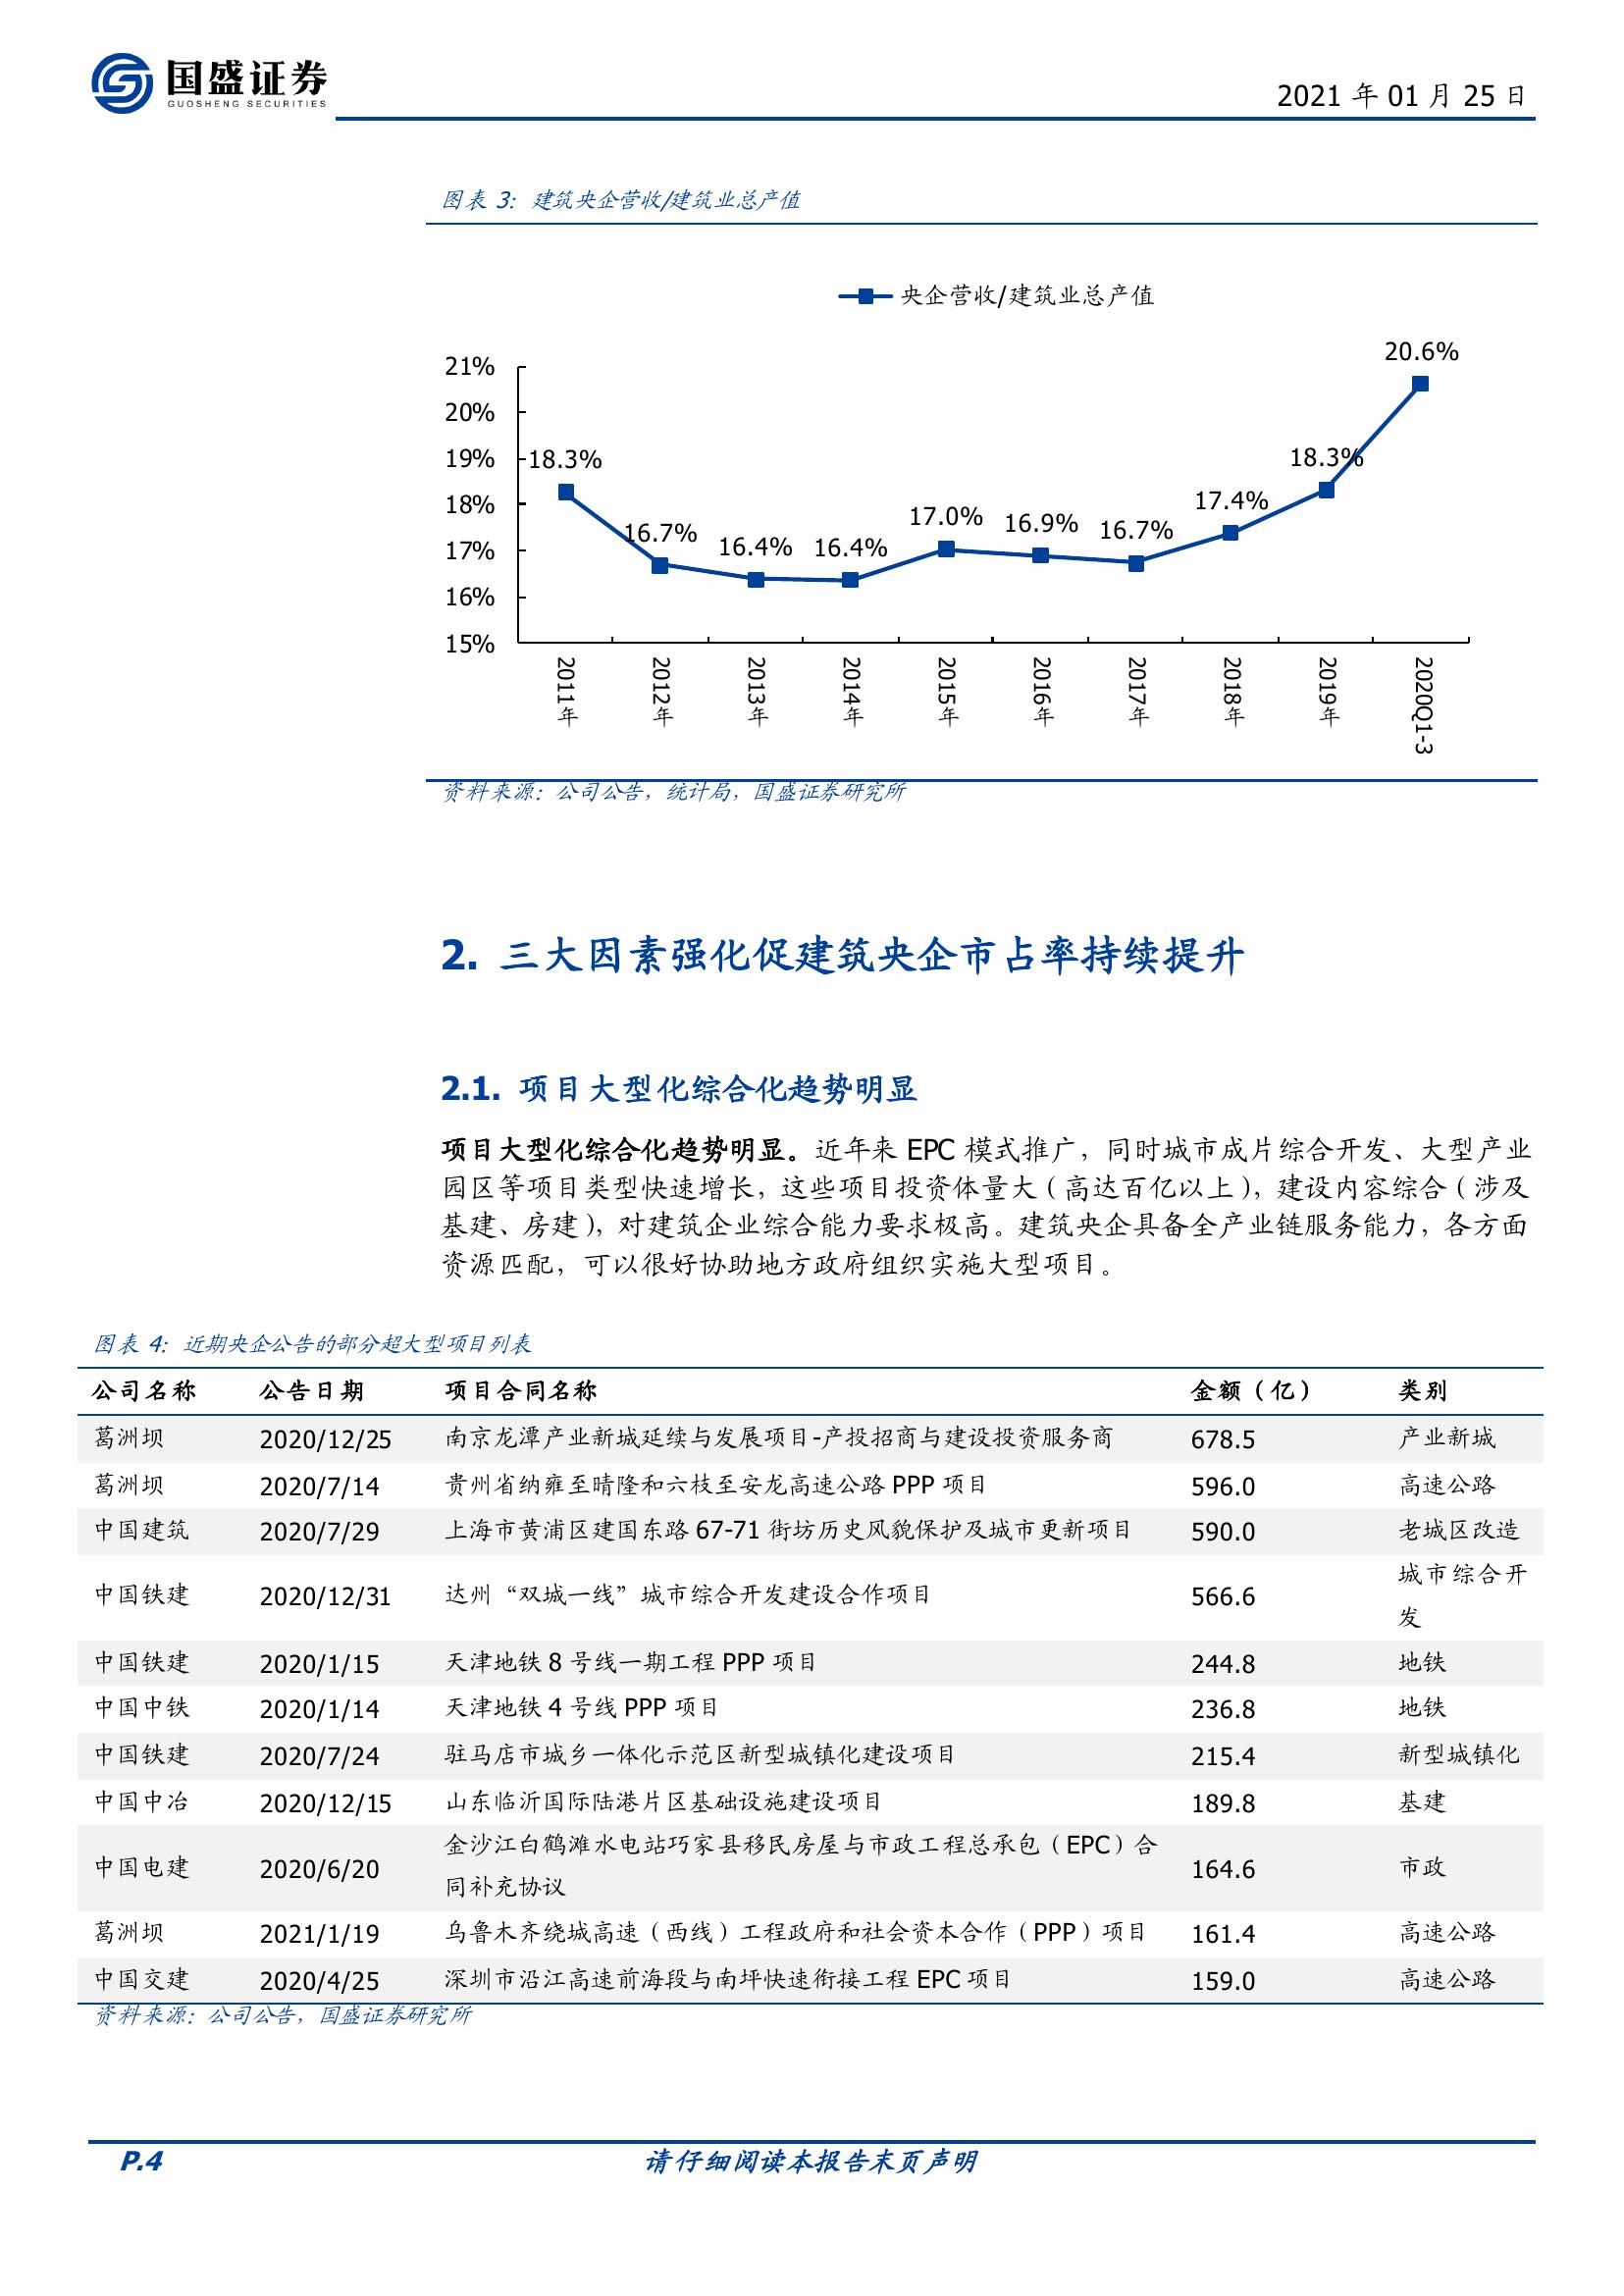 国盛证券
GUOSHENG SECURITIES
2021 年 01 月 25 日
图表 3：建筑央企营收/建筑业总产值
央企营收/建筑业总产值
21%
20%
19%
18%
17%
16%
15%
18.3%
16.7%
16.4%
16.4%
17.0%
16.9%
16.7%
17.4%
18.3%
20.6%
2011年
2012年
2013年
2014年
2015年
2016年
2017年
2018年
2019年
2020Q1-3
资料来源：公司公告，统计局，国盛证券研究所
2. 三大因素强化促建筑央企市占率持续提升
2.1. 项目大型化综合化趋势明显
项目大型化综合化趋势明显。近年来 EPC 模式推广，同时城市成片综合开发、大型产业
园区等项目类型快速增长，这些项目投资体量大（高达百亿以上），建设内容综合（涉及
基建、房建），对建筑企业综合能力要求极高。建筑央企具备全产业链服务能力，各方面
资源匹配，可以很好协助地方政府组织实施大型项目。
图表 4：近期央企公告的部分超大型项目列表
公司名称 公告日期 项目合同名称 金额（亿） 类别
葛洲坝 2020/12/25 南京龙潭产业新城延续与发展项目-产投招商与建设投资服务商 678.5 产业新城
葛洲坝 2020/7/14 贵州省纳雍至晴隆和六枝至安龙高速公路 PPP 项目 596.0 高速公路
中国建筑 2020/7/29 上海市黄浦区建国东路 67-71 街坊历史风貌保护及城市更新项目 590.0 老城区改造
中国铁建 2020/12/31 达州“双城一线”城市综合开发建设合作项目 566.6 城市综合开
发
中国铁建 2020/1/15 天津地铁 8 号线一期工程 PPP 项目 244.8 地铁
中国中铁 2020/1/14 天津地铁 4 号线 PPP 项目 236.8 地铁
中国铁建 2020/7/24 驻马店市城乡一体化示范区新型城镇化建设项目 215.4 新型城镇化
中国中冶 2020/12/15 山东临沂国际陆港片区基础设施建设项目 189.8 基建
中国电建 2020/6/20 金沙江白鹤滩水电站巧家县移民房屋与市政工程总承包（EPC）合 164.6 市政
同补充协议
葛洲坝 2021/1/19 乌鲁木齐绕城高速（西线）工程政府和社会资本合作（PPP）项目 161.4 高速公路
中国交建 2020/4/25 深圳市沿江高速前海段与南坪快速衔接工程 EPC 项目 159.0 高速公路
资料来源：公司公告，国盛证券研究所
P.4 请仔细阅读本报告末页声明